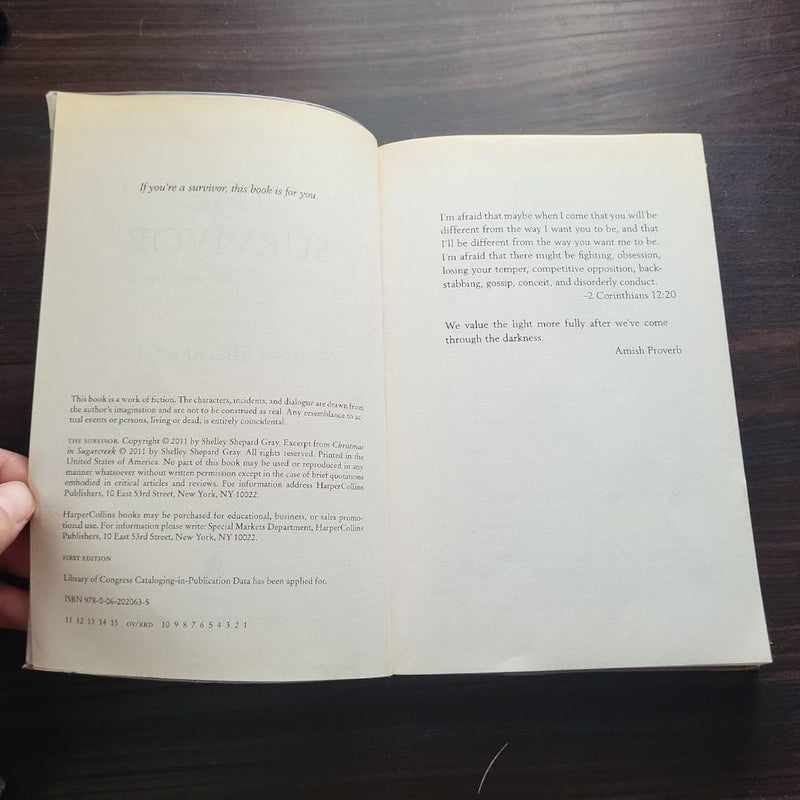 If you're a survivor, this book is for you.
This book is a work of fiction. The characters, incidents, and dialogue are drawn from
the author's imagination and are not to be construed as real. Any resemblance to ac-
tual events or persons, living or dead, is entirely coincidental.
THE SURVIVOR. Copyright © 2011 by Shelley Shepard Gray. Excerpt from Christmas
in Sugarcreek © 2011 by Shelley Shepard Gray. All rights reserved. Printed in the
United States of America. No part of this book may be used or reproduced in any
manner whatsoever without written permission except in the case of brief quotations
embodied in critical articles and reviews. For information address HarperCollins
Publishers, 10 East 53rd Street, New York, NY 10022.
HarperCollins books may be purchased for educational, business, or sales promo-
tional use. For information please write: Special Markets Department, HarperCollins
Publishers, 10 East 53rd Street, New York, NY 10022.
FIRST EDITION
Library of Congress Cataloging-in-Publication Data has been applied for.
ISBN 978-0-06-202063-5
11 12 13 14 15 OV/RRD 10 9 8 7 6 5 4 3 2 1
I'm afraid that maybe when I come that you will be
different from the way I want you to be, and that
I'll be different from the way you want me to be.
I'm afraid that there might be fighting, obsession,
losing your temper, competitive opposition, back-
stabbing, gossip, conceit, and disorderly conduct.
–2 Corinthians 12:20
We value the light more fully after we've come
through the darkness.
Amish Proverb